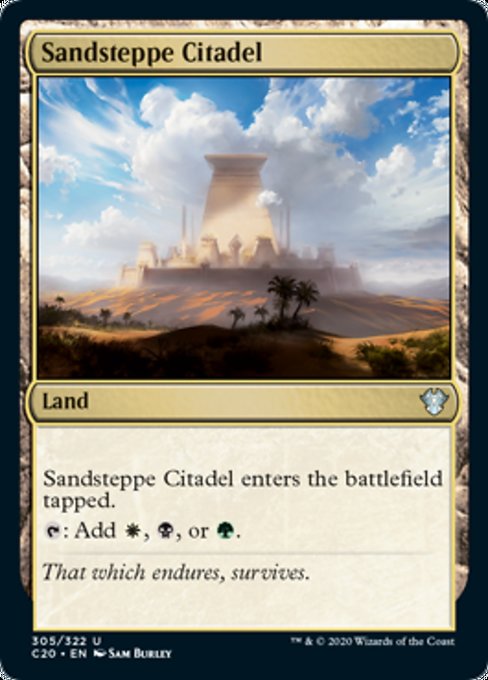 Sandsteppe Citadel
Land
Sandsteppe Citadel enters the battlefield
tapped.
: Add , , or .
That which endures, survives.
305/322 U
C20 • EN Sam Burley
™ & © 2020 Wizards of the Coast